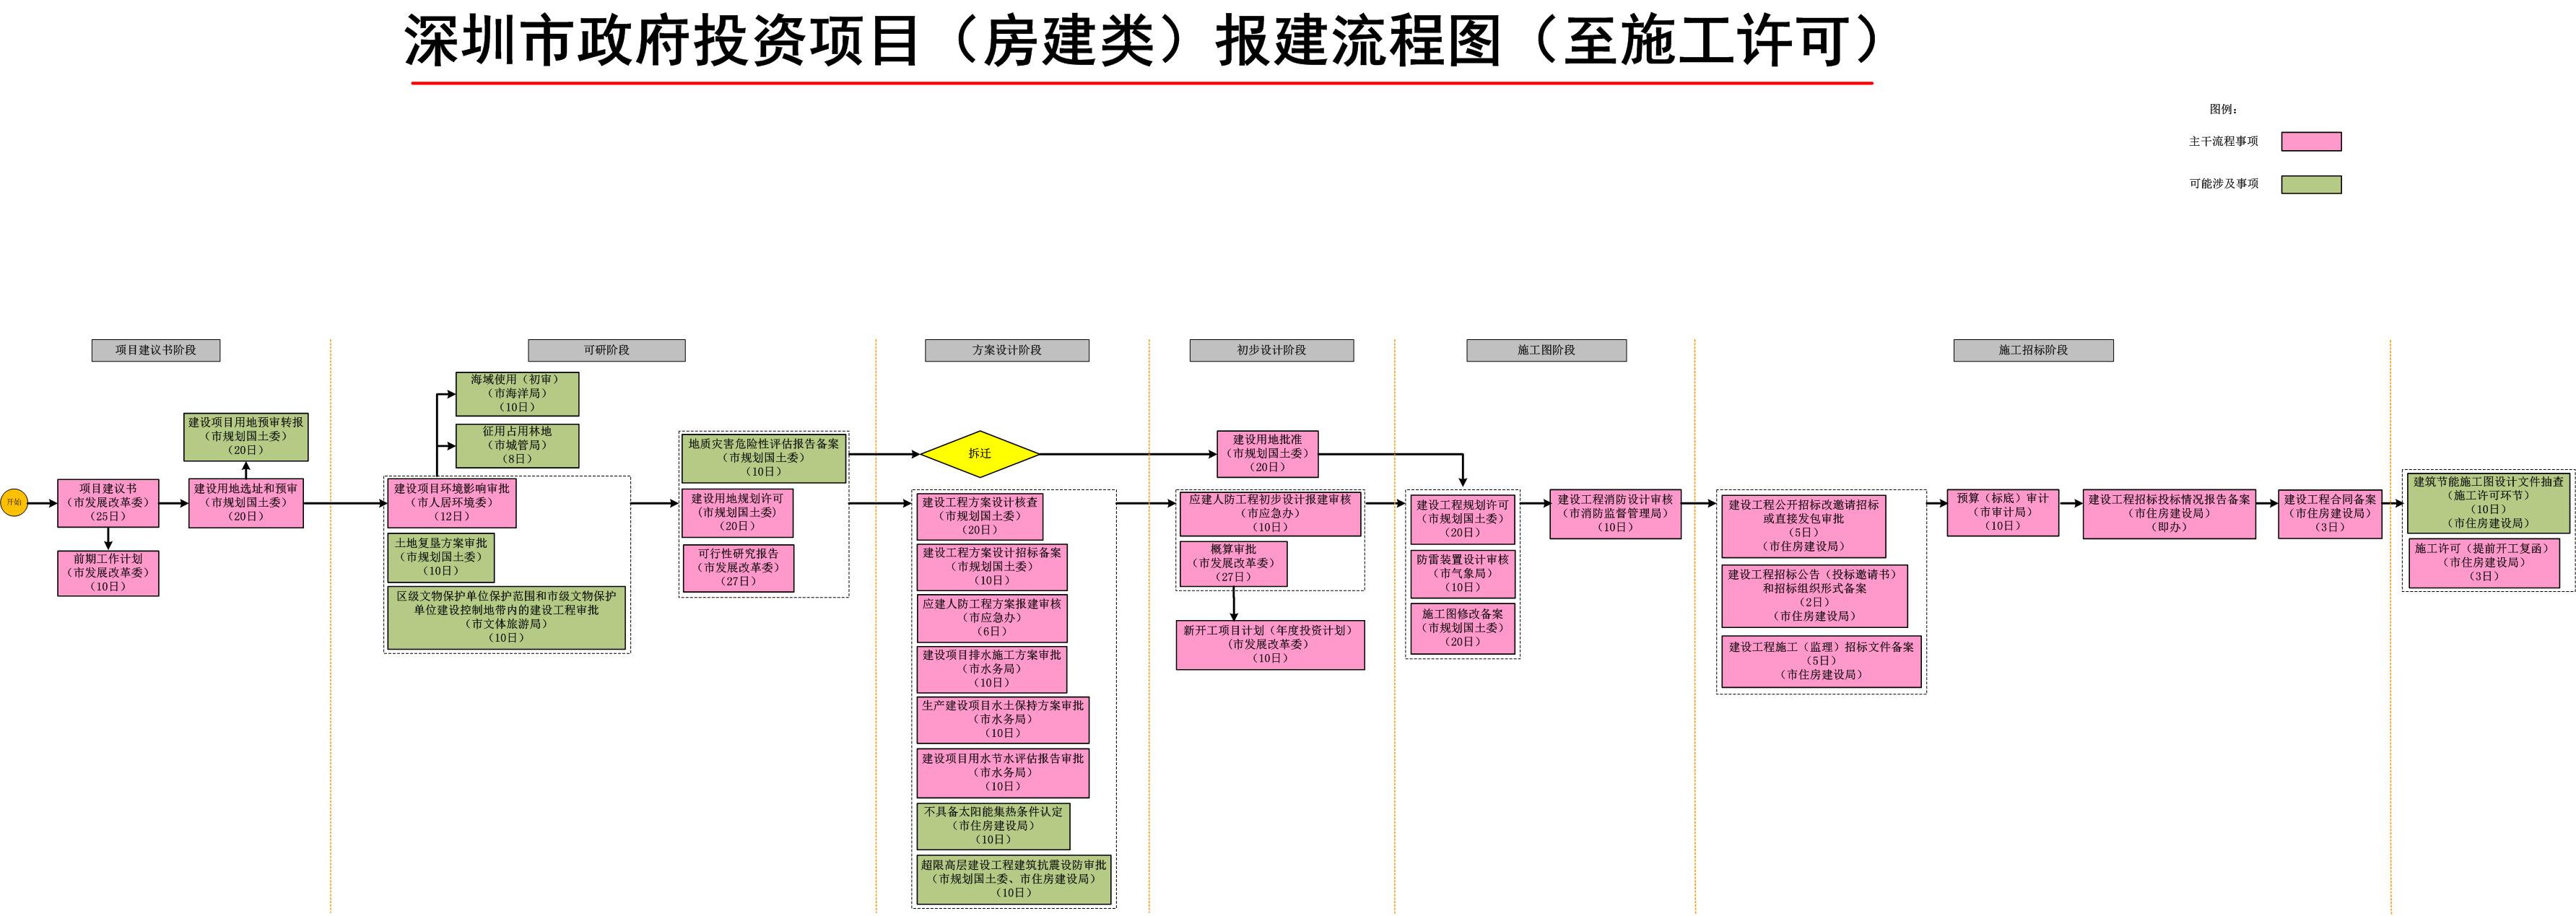 深圳市政府投资项目（房建类）报建流程图（至施工许可）
图例：
主干流程事项
可能涉及事项
项目建议书阶段
可研阶段
方案设计阶段
初步设计阶段
施工图阶段
施工招标阶段
开始
项目建议书
（市发展改革委）
（25日）
前期工作计划
（市发展改革委）
（10日）
建设项目用地预审转报
（市规划国土委）
（20日）
建设用地选址和预审
（市规划国土委）
（20日）
海域使用（初审）
（市海洋局）
（10日）
征用占用林地
（市城管局）
（8日）
建设项目环境影响审批
（市人居环境委）
（12日）
土地复垦方案审批
（市规划国土委）
（10日）
区级文物保护单位保护范围和市级文物保护
单位建设控制地带内的建设工程审批
（市文体旅游局）
（10日）
地质灾害危险性评估报告备案
（市规划国土委）
（10日）
建设用地规划许可
（市规划国土委）
（20日）
可行性研究报告
（市发展改革委）
（27日）
拆迁
建设工程方案设计核查
（市规划国土委）
（20日）
建设工程方案设计招标备案
（市规划国土委）
（10日）
应建人防工程方案报建审核
（市应急办）
（6日）
建设项目排水施工方案审批
（市水务局）
（10日）
生产建设项目水土保持方案审批
（市水务局）
（10日）
建设项目用水节水评估报告审批
（市水务局）
（10日）
不具备太阳能集热条件认定
（市住房建设局）
（10日）
超限高层建设工程建筑抗震设防审批
（市规划国土委、市住房建设局）
（10日）
建设用地批准
（市规划国土委）
（20日）
应建人防工程初步设计报建审核
（市应急办）
（10日）
概算审批
（市发展改革委）
（27日）
新开工项目计划（年度投资计划）
（市发展改革委）
（10日）
建设工程规划许可
（市规划国土委）
（20日）
防雷装置设计审核
（市气象局）
（10日）
施工图修改备案
（市规划国土委）
（20日）
建设工程消防设计审核
（市消防监督管理局）
（10日）
建设工程公开招标改邀请招标
或直接发包审批
（5日）
（市住房建设局）
建设工程招标公告（投标邀请书）
和招标组织形式备案
（2日）
（市住房建设局）
建设工程施工（监理）招标文件备案
（5日）
（市住房建设局）
预算（标底）审计
（市审计局）
（10日）
建设工程招标投标情况报告备案
（市住房建设局）
（即办）
建设工程合同备案
（市住房建设局）
（3日）
建筑节能施工图设计文件抽查
（施工许可环节）
（10日）
（市住房建设局）
施工许可（提前开工复函）
（市住房建设局）
（3日）